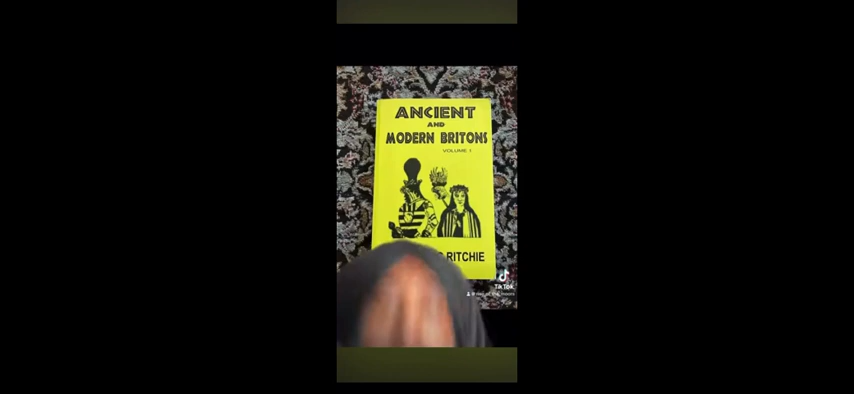 ANCIENT
AND
MODERN BRITONS
VOLUME 1
RITCHIE
TikTok